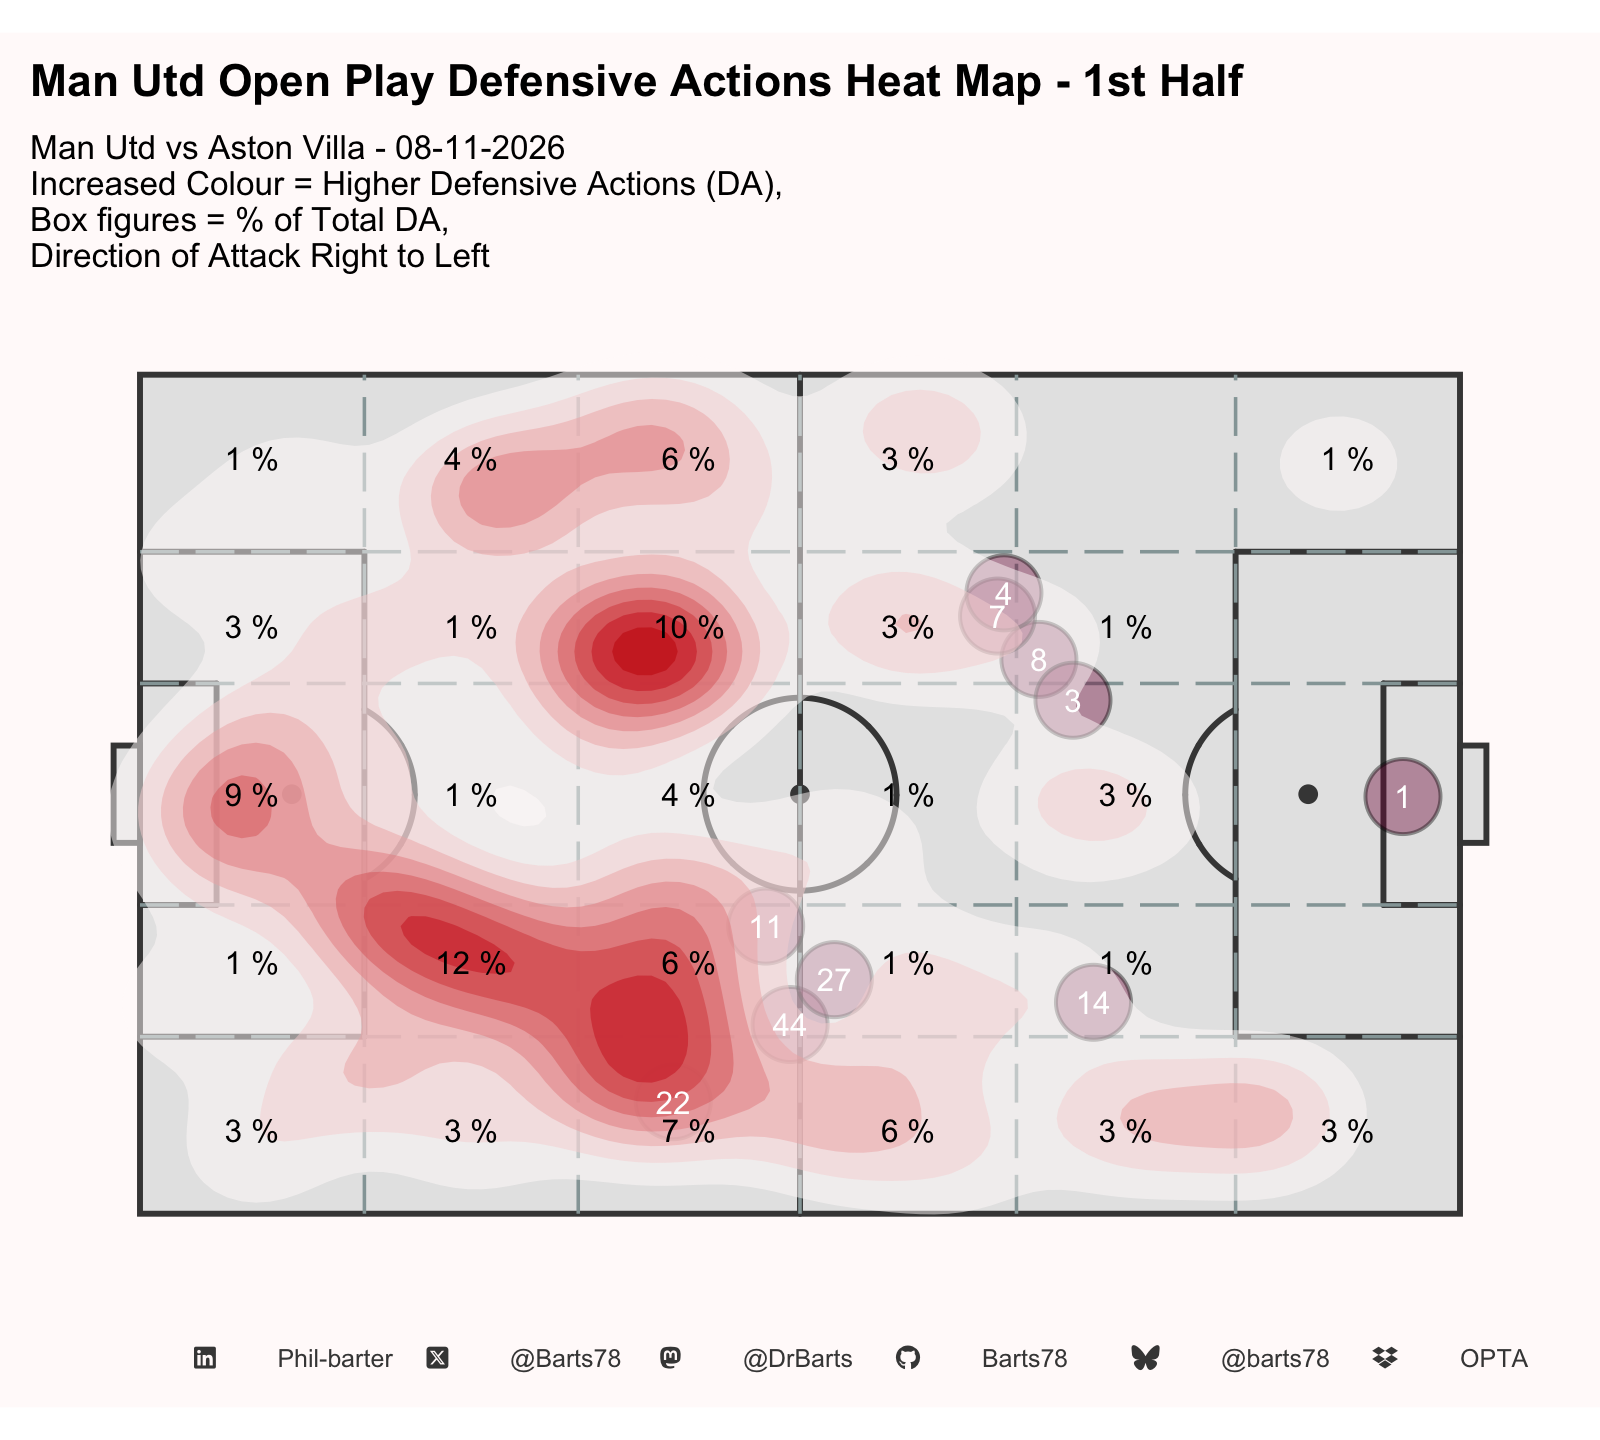 Man Utd Open Play Defensive Actions Heat Map - 1st Half
Man Utd vs Aston Villa - 08-11-2026
Increased Colour = Higher Defensive Actions (DA),
Box figures = % of Total DA,
Direction of Attack Right to Left
1 % 4 % 6 % 3 % 1 %
4
7
3 % 1 % 10 % 3 % 1 %
8
3
9 % 1 % 4 % 1 % 3 % 1
11
1 % 12 % 6 % 1 % 1 %
27
14
44
22
3 % 3 % 7 % 6 % 3 % 3 %
Phil-barter @Barts78 @DrBarts Barts78 @barts78 OPTA